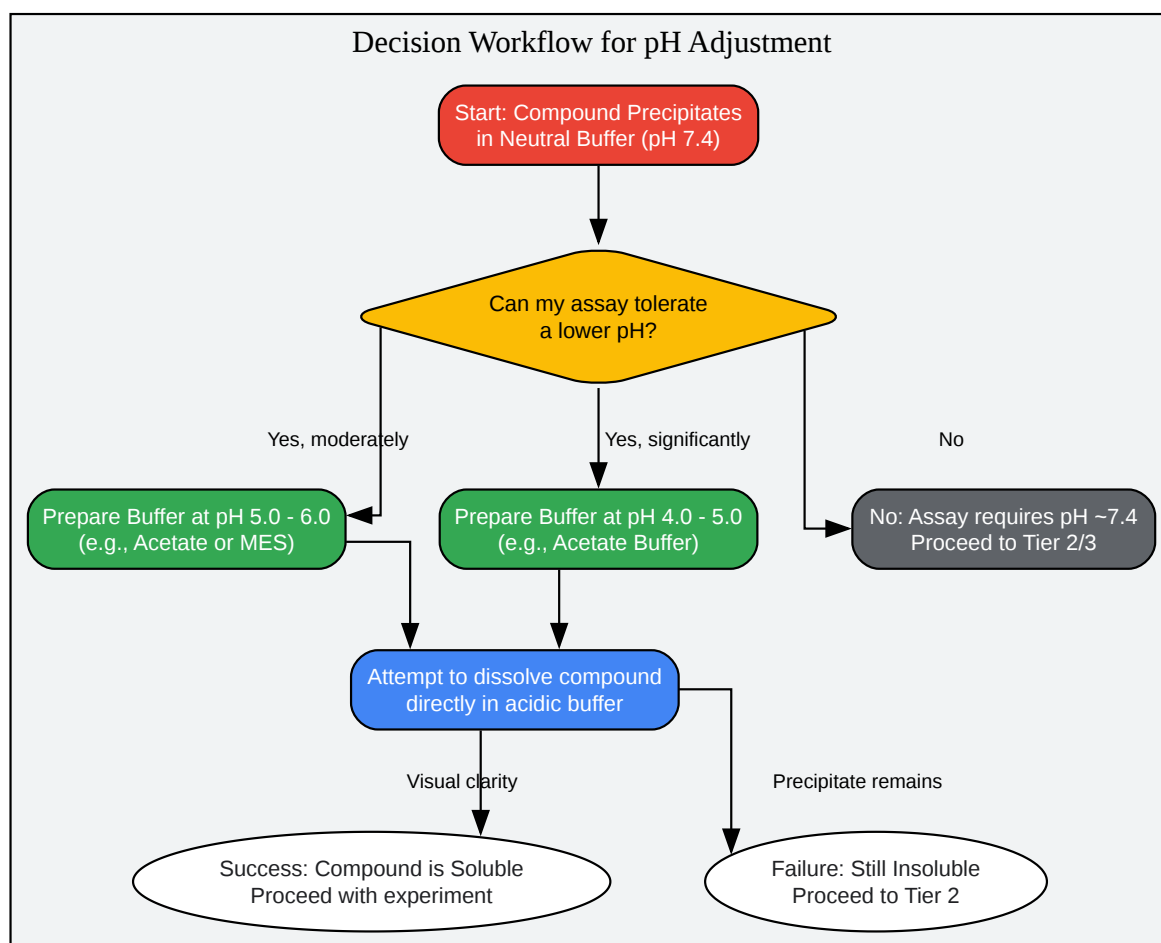 Decision Workflow for pH Adjustment
Start: Compound Precipitates
in Neutral Buffer (pH 7.4)
Can my assay tolerate
a lower pH?
Yes, moderately
Yes, significantly
No
Prepare Buffer at pH 5.0 - 6.0
(e.g., Acetate or MES)
Prepare Buffer at pH 4.0 - 5.0
(e.g., Acetate Buffer)
No: Assay requires pH ~7.4
Proceed to Tier 2/3
Attempt to dissolve compound
directly in acidic buffer
Visual clarity
Precipitate remains
Success: Compound is Soluble
Proceed with experiment
Failure: Still Insoluble
Proceed to Tier 2